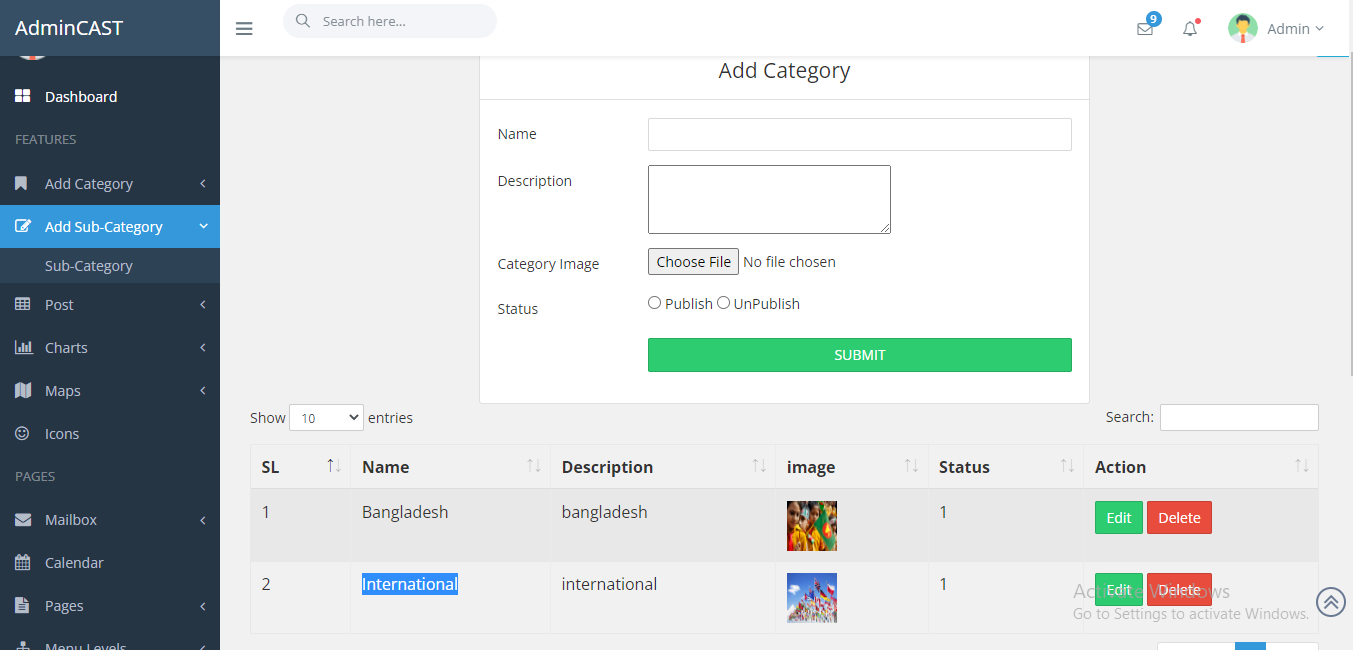 AdminCAST
Search here...
9
Admin
Dashboard
FEATURES
Add Category
Add Sub-Category
Sub-Category
Post
Charts
Maps
Icons
PAGES
Mailbox
Calendar
Pages
Menu Levels
Add Category
Name
Description
Category Image
Choose File No file chosen
Status
Publish UnPublish
SUBMIT
Show 10 entries
Search:
SL Name Description image Status Action
1 Bangladesh bangladesh 1 Edit Delete
2 International international 1 Edit Delete
Activate Windows
Go to Settings to activate Windows.